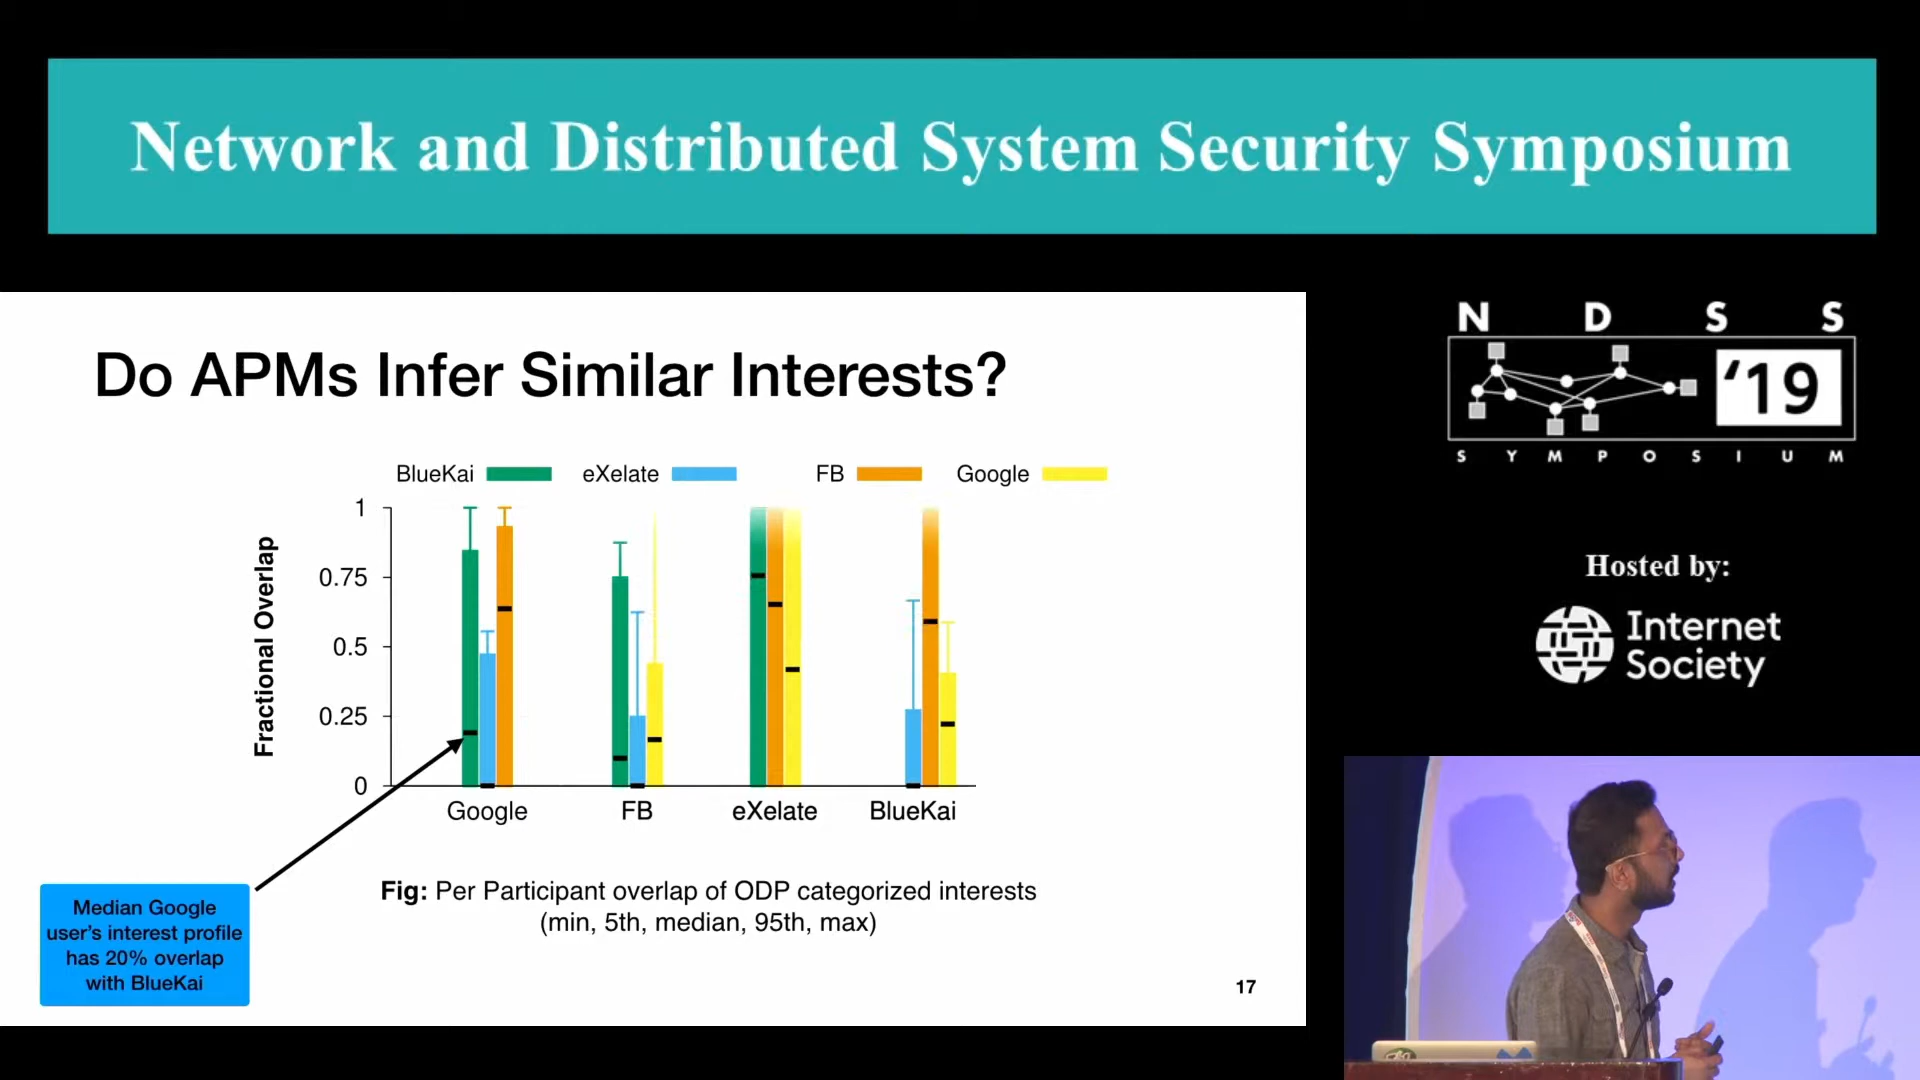 Network and Distributed System Security Symposium
N D S S
'19
S Y M P O S I U M
Hosted by:
Internet
Society
Do APMs Infer Similar Interests?
BlueKai eXelate FB Google
Fractional Overlap
1
0.75
0.5
0.25
0
Google FB eXelate BlueKai
Median Google
user's interest profile
has 20% overlap
with BlueKai
Fig: Per Participant overlap of ODP categorized interests
(min, 5th, median, 95th, max)
17